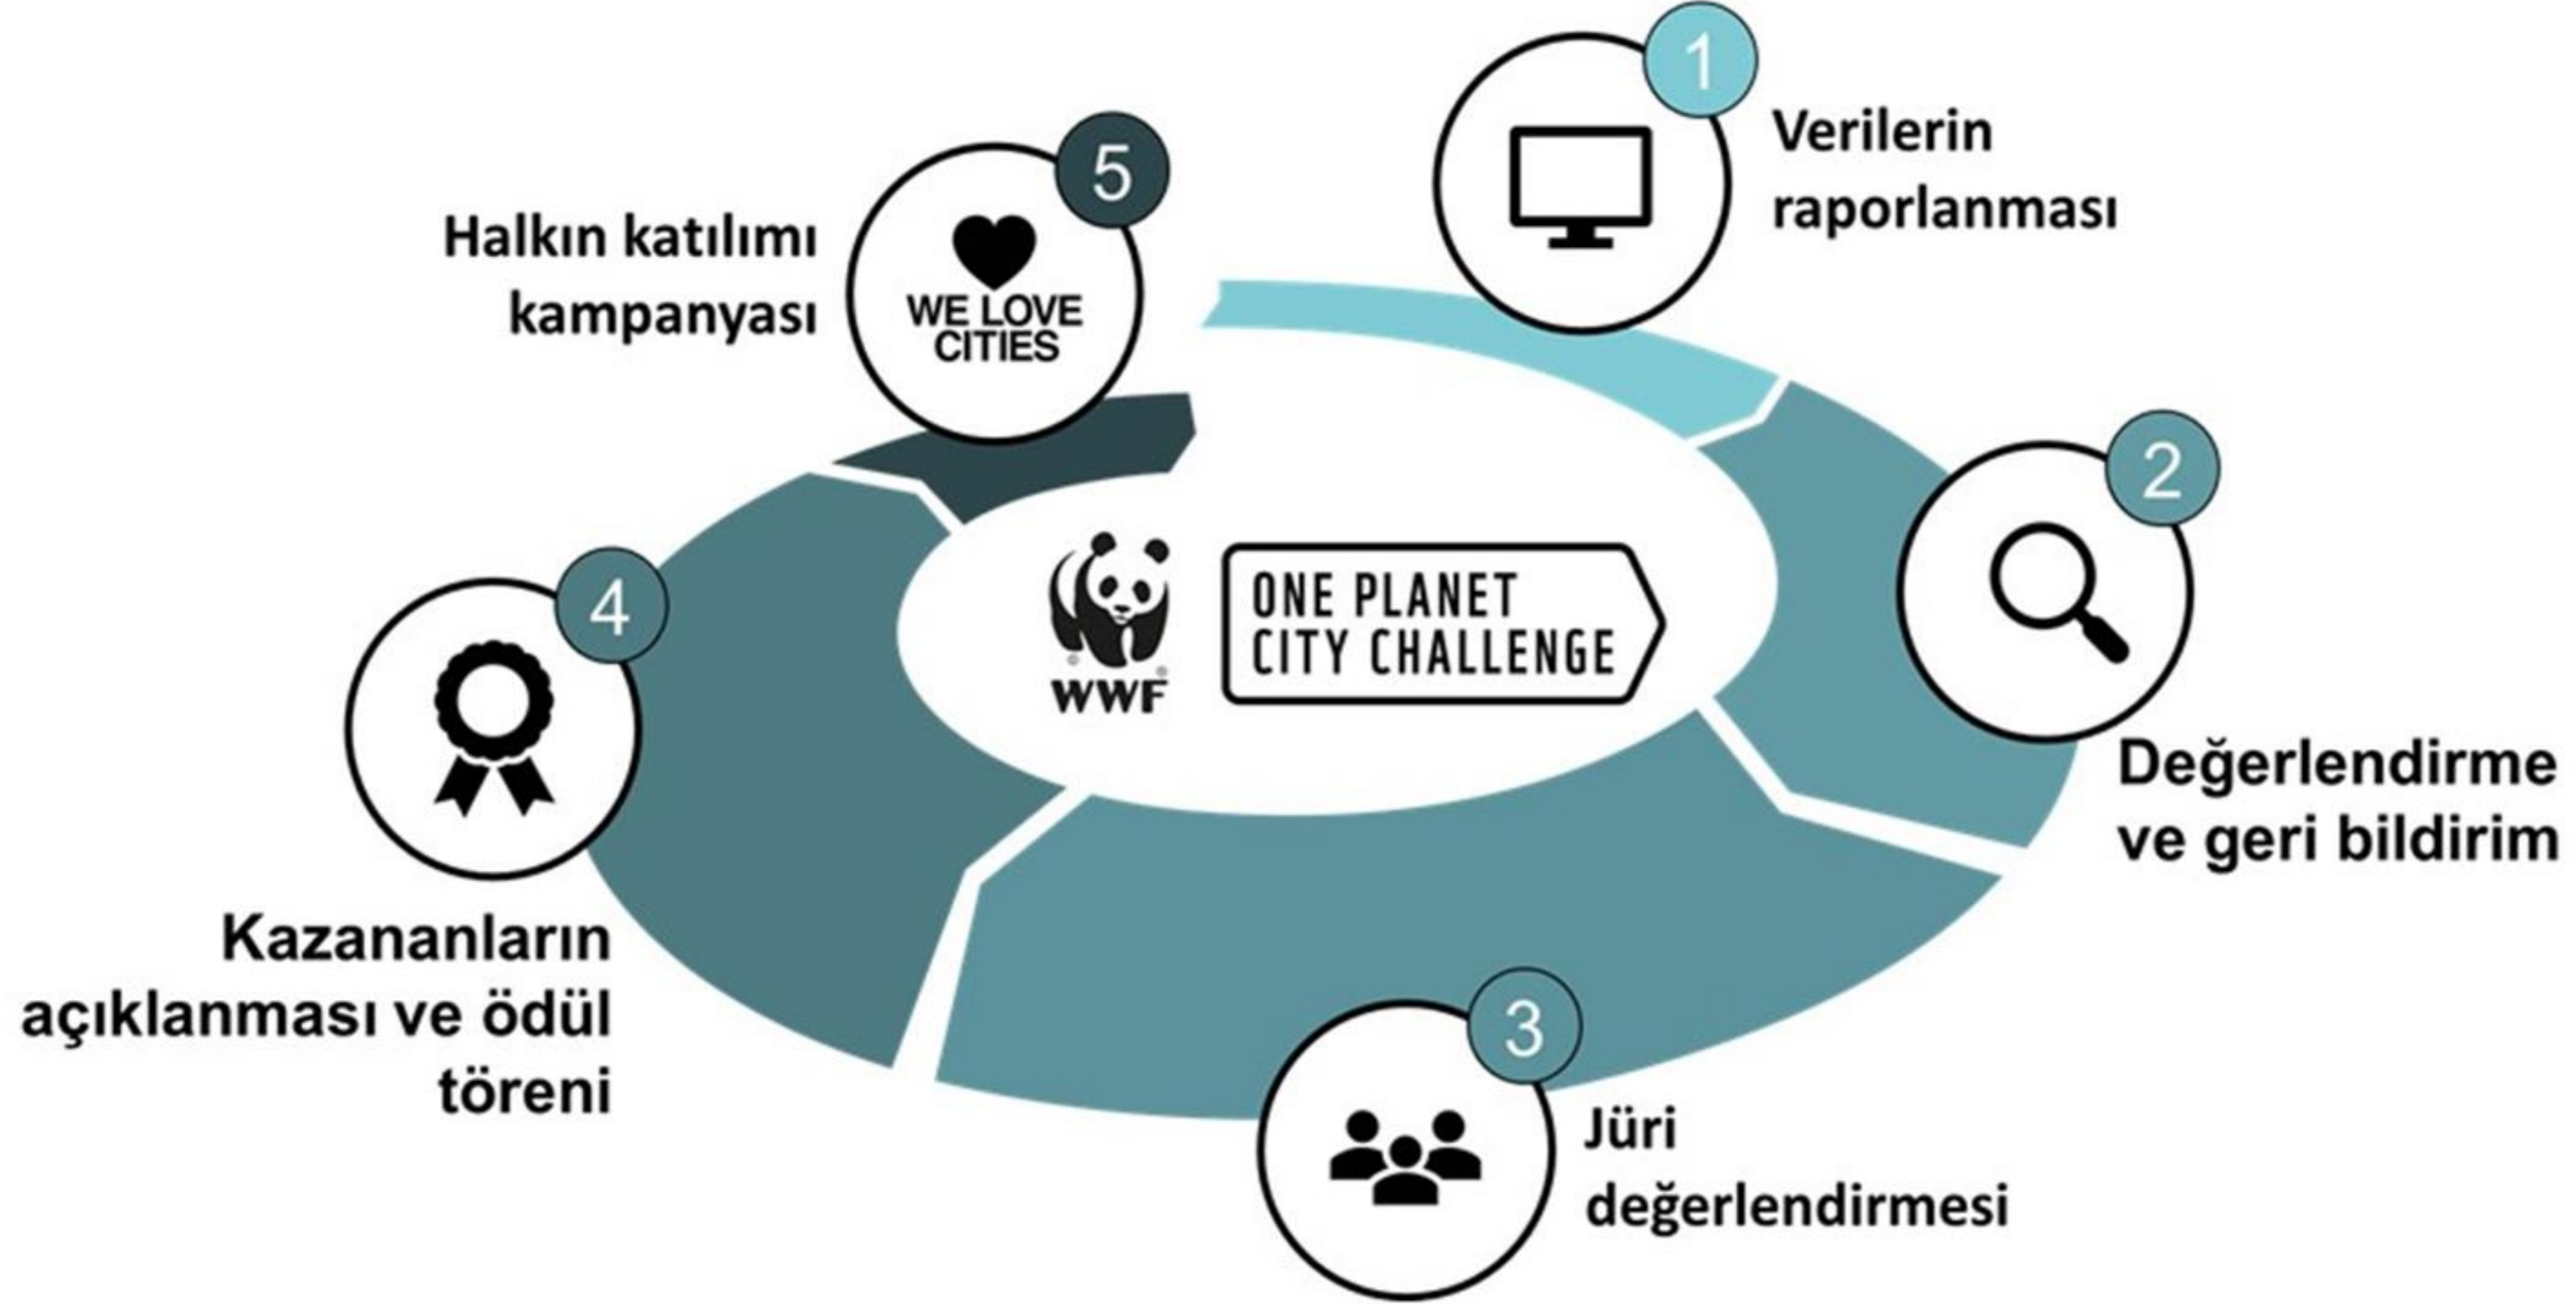 1
Verilerin
raporlanması
2
Değerlendirme
ve geri bildirim
3
Jüri
değerlendirmesi
4
Kazananların
açıklanması ve ödül
töreni
5
Halkın katılımı
kampanyası
WE LOVE
CITIES
WWF
ONE PLANET
CITY CHALLENGE